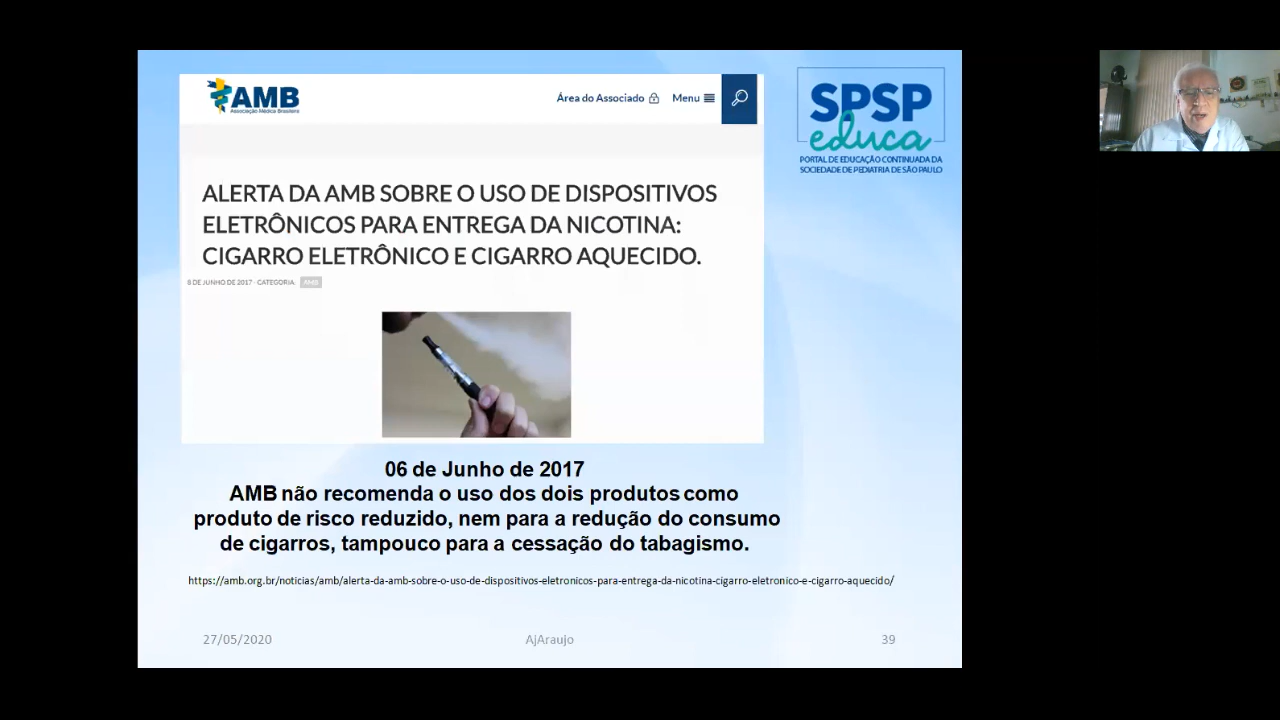 AMB
Associação Médica Brasileira
Área do Associado
Menu
SPSP
educa
PORTAL DE EDUCAÇÃO CONTINUADA DA
SOCIEDADE DE PEDIATRIA DE SÃO PAULO
ALERTA DA AMB SOBRE O USO DE DISPOSITIVOS
ELETRÔNICOS PARA ENTREGA DA NICOTINA:
CIGARRO ELETRÔNICO E CIGARRO AQUECIDO.
8 DE JUNHO DE 2017 - CATEGORIA: AMB
06 de Junho de 2017
AMB não recomenda o uso dos dois produtos como
produto de risco reduzido, nem para a redução do consumo
de cigarros, tampouco para a cessação do tabagismo.
https://amb.org.br/noticias/amb/alerta-da-amb-sobre-o-uso-de-dispositivos-eletronicos-para-entrega-da-nicotina-cigarro-eletronico-e-cigarro-aquecido/
27/05/2020
AjAraujo
39